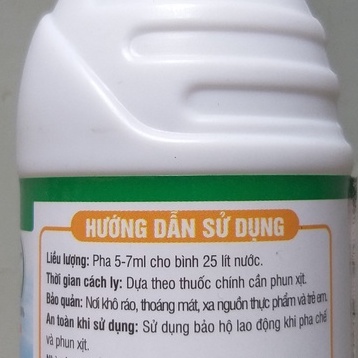 HƯỚNG DẪN SỬ DỤNG
Liều lượng: Pha 5-7ml cho bình 25 lít nước.
Thời gian cách ly: Dựa theo thuốc chính cần phun xịt.
Bảo quản: Nơi khô ráo, thoáng mát, xa nguồn thực phẩm và trẻ em.
An toàn khi sử dụng: Sử dụng bảo hộ lao động khi pha chế
và phun xịt.